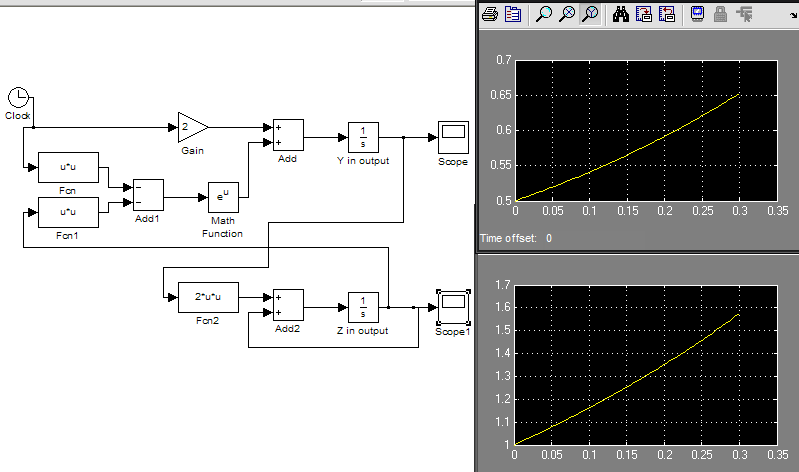 Clock
2
Gain
+
+
Add
1
s
Y in output
Scope
u*u
Fcn
u*u
Fcn1
−
−
Add1
e^u
Math
Function
2*u*u
Fcn2
+
+
Add2
1
s
Z in output
Scope1
0.7
0.65
0.6
0.55
0.5
0 0.05 0.1 0.15 0.2 0.25 0.3 0.35
Time offset: 0
1.7
1.6
1.5
1.4
1.3
1.2
1.1
1
0 0.05 0.1 0.15 0.2 0.25 0.3 0.35